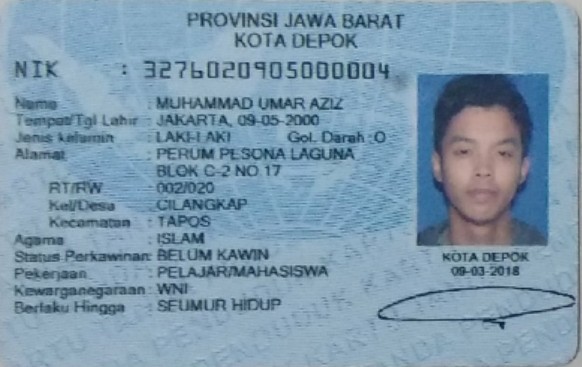 PROVINSI JAWA BARAT
KOTA DEPOK
NIK : 3276020905000004
Nama : MUHAMMAD UMAR AZIZ
Tempat/Tgl Lahir : JAKARTA, 09-05-2000
Jenis kelamin : LAKI-LAKI Gol. Darah :O
Alamat : PERUM PESONA LAGUNA
BLOK C-2 NO 17
RT/RW : 002/020
Kel/Desa : CILANGKAP
Kecamatan : TAPOS
Agama : ISLAM
Status Perkawinan: BELUM KAWIN
Pekerjaan : PELAJAR/MAHASISWA
Kewarganegaraan : WNI
Berlaku Hingga : SEUMUR HIDUP
KOTA DEPOK
09-03-2018